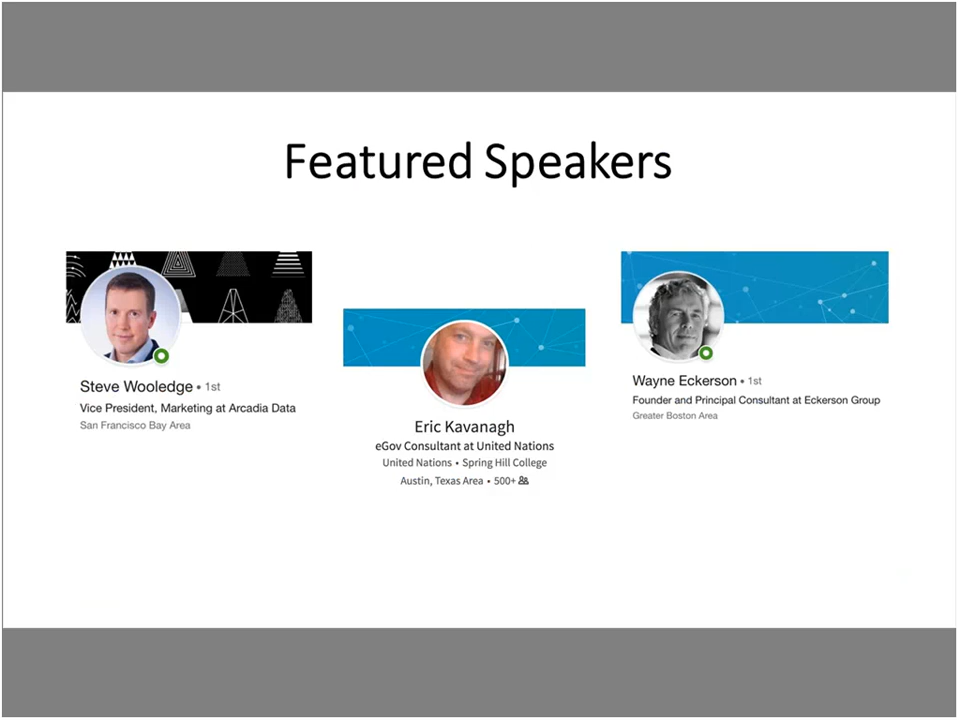 Featured Speakers
Steve Wooledge • 1st
Vice President, Marketing at Arcadia Data
San Francisco Bay Area
Eric Kavanagh
eGov Consultant at United Nations
United Nations • Spring Hill College
Austin, Texas Area • 500+
Wayne Eckerson • 1st
Founder and Principal Consultant at Eckerson Group
Greater Boston Area